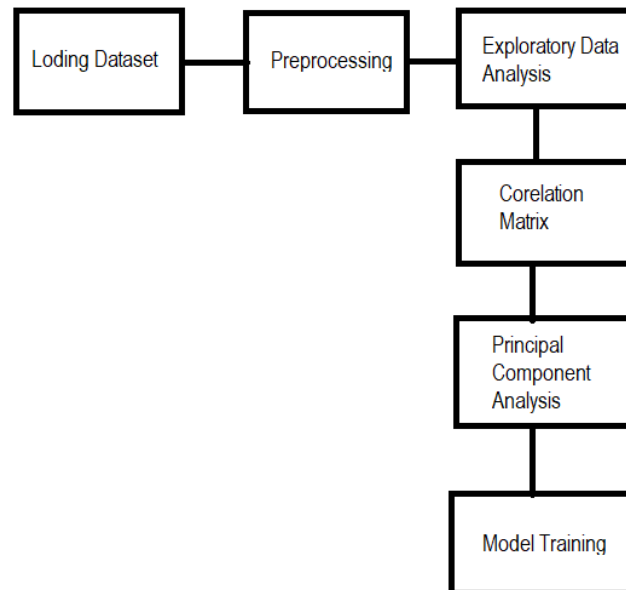 Loding Dataset
Preprocessing
Exploratory Data
Analysis
Corelation
Matrix
Principal
Component
Analysis
Model Training